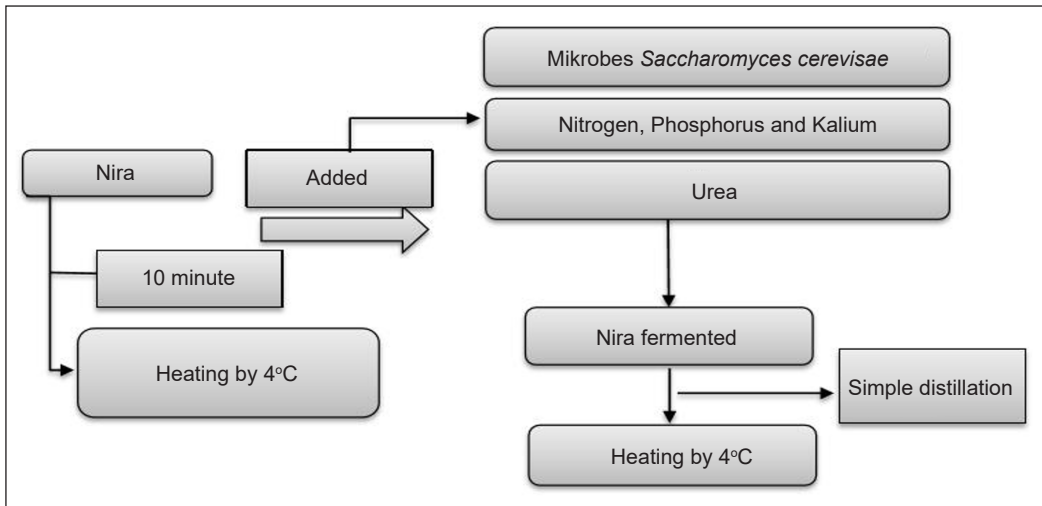 Nira
10 minute
Heating by 4°C
Added
Mikrobes Saccharomyces cerevisae
Nitrogen, Phosphorus and Kalium
Urea
Nira fermented
Simple distillation
Heating by 4°C